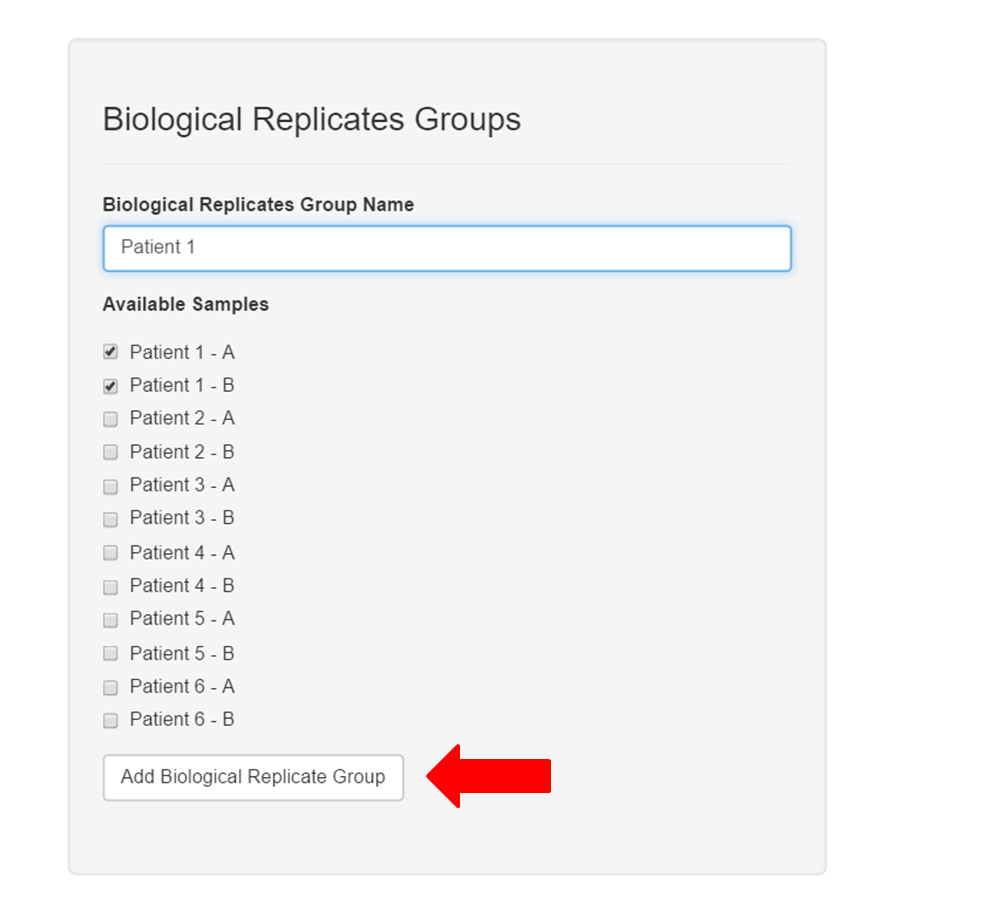 Biological Replicates Groups
Biological Replicates Group Name
Patient 1
Available Samples
Patient 1 - A
Patient 1 - B
Patient 2 - A
Patient 2 - B
Patient 3 - A
Patient 3 - B
Patient 4 - A
Patient 4 - B
Patient 5 - A
Patient 5 - B
Patient 6 - A
Patient 6 - B
Add Biological Replicate Group